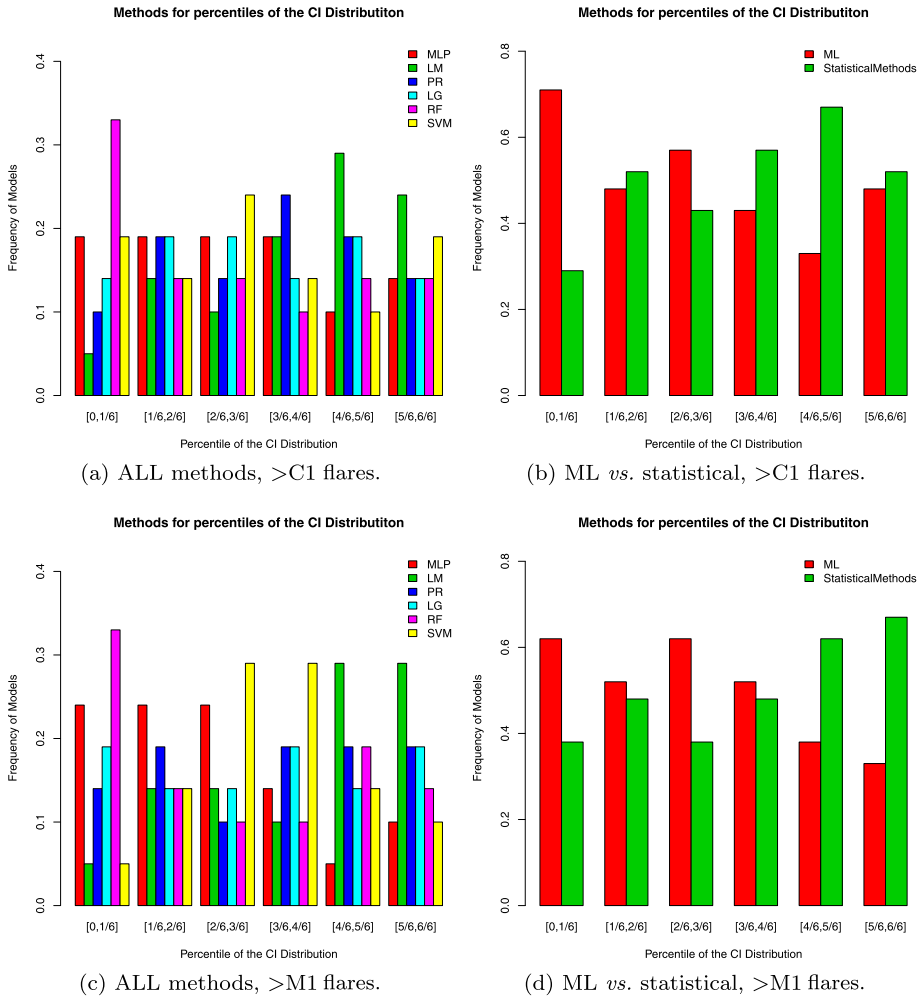 Methods for percentiles of the CI Distributiton
Frequency of Models
0.4
0.3
0.2
0.1
0.0
MLP
LM
PR
LG
RF
SVM
[0,1/6] [1/6,2/6] [2/6,3/6] [3/6,4/6] [4/6,5/6] [5/6,6/6]
Percentile of the CI Distribution
(a) ALL methods, >C1 flares.
Methods for percentiles of the CI Distributiton
Frequency of Models
0.8
0.6
0.4
0.2
0.0
ML
StatisticalMethods
[0,1/6] [1/6,2/6] [2/6,3/6] [3/6,4/6] [4/6,5/6] [5/6,6/6]
Percentile of the CI Distribution
(b) ML vs. statistical, >C1 flares.
Methods for percentiles of the CI Distributiton
Frequency of Models
0.4
0.3
0.2
0.1
0.0
MLP
LM
PR
LG
RF
SVM
[0,1/6] [1/6,2/6] [2/6,3/6] [3/6,4/6] [4/6,5/6] [5/6,6/6]
Percentile of the CI Distribution
(c) ALL methods, >M1 flares.
Methods for percentiles of the CI Distributiton
Frequency of Models
0.8
0.6
0.4
0.2
0.0
ML
StatisticalMethods
[0,1/6] [1/6,2/6] [2/6,3/6] [3/6,4/6] [4/6,5/6] [5/6,6/6]
Percentile of the CI Distribution
(d) ML vs. statistical, >M1 flares.